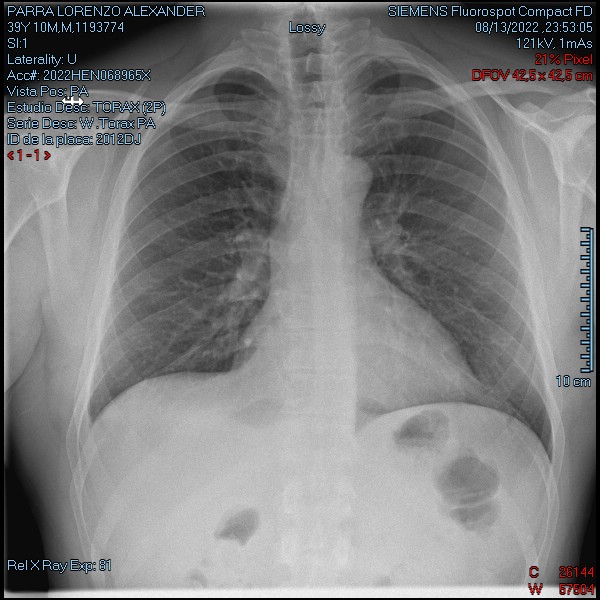 PARRA LORENZO ALEXANDER
39Y 10M,M,1193774
Sl:1
Laterality: U
Acc#: 2022HEN068965X
Vista Pos: PA
Estudio Desc: TORAX (2P)
Serie Desc: W. Torax PA
ID de la placa: 2012DJ
<1-1>
Lossy
SIEMENS Fluorospot Compact FD
08/13/2022 ,23:53:05
121kV, 1mAs
21% Pixel
DFOV 42,5 x 42,5 cm
10 cm
Rel X Ray Exp: 81
C 26144
W 57504